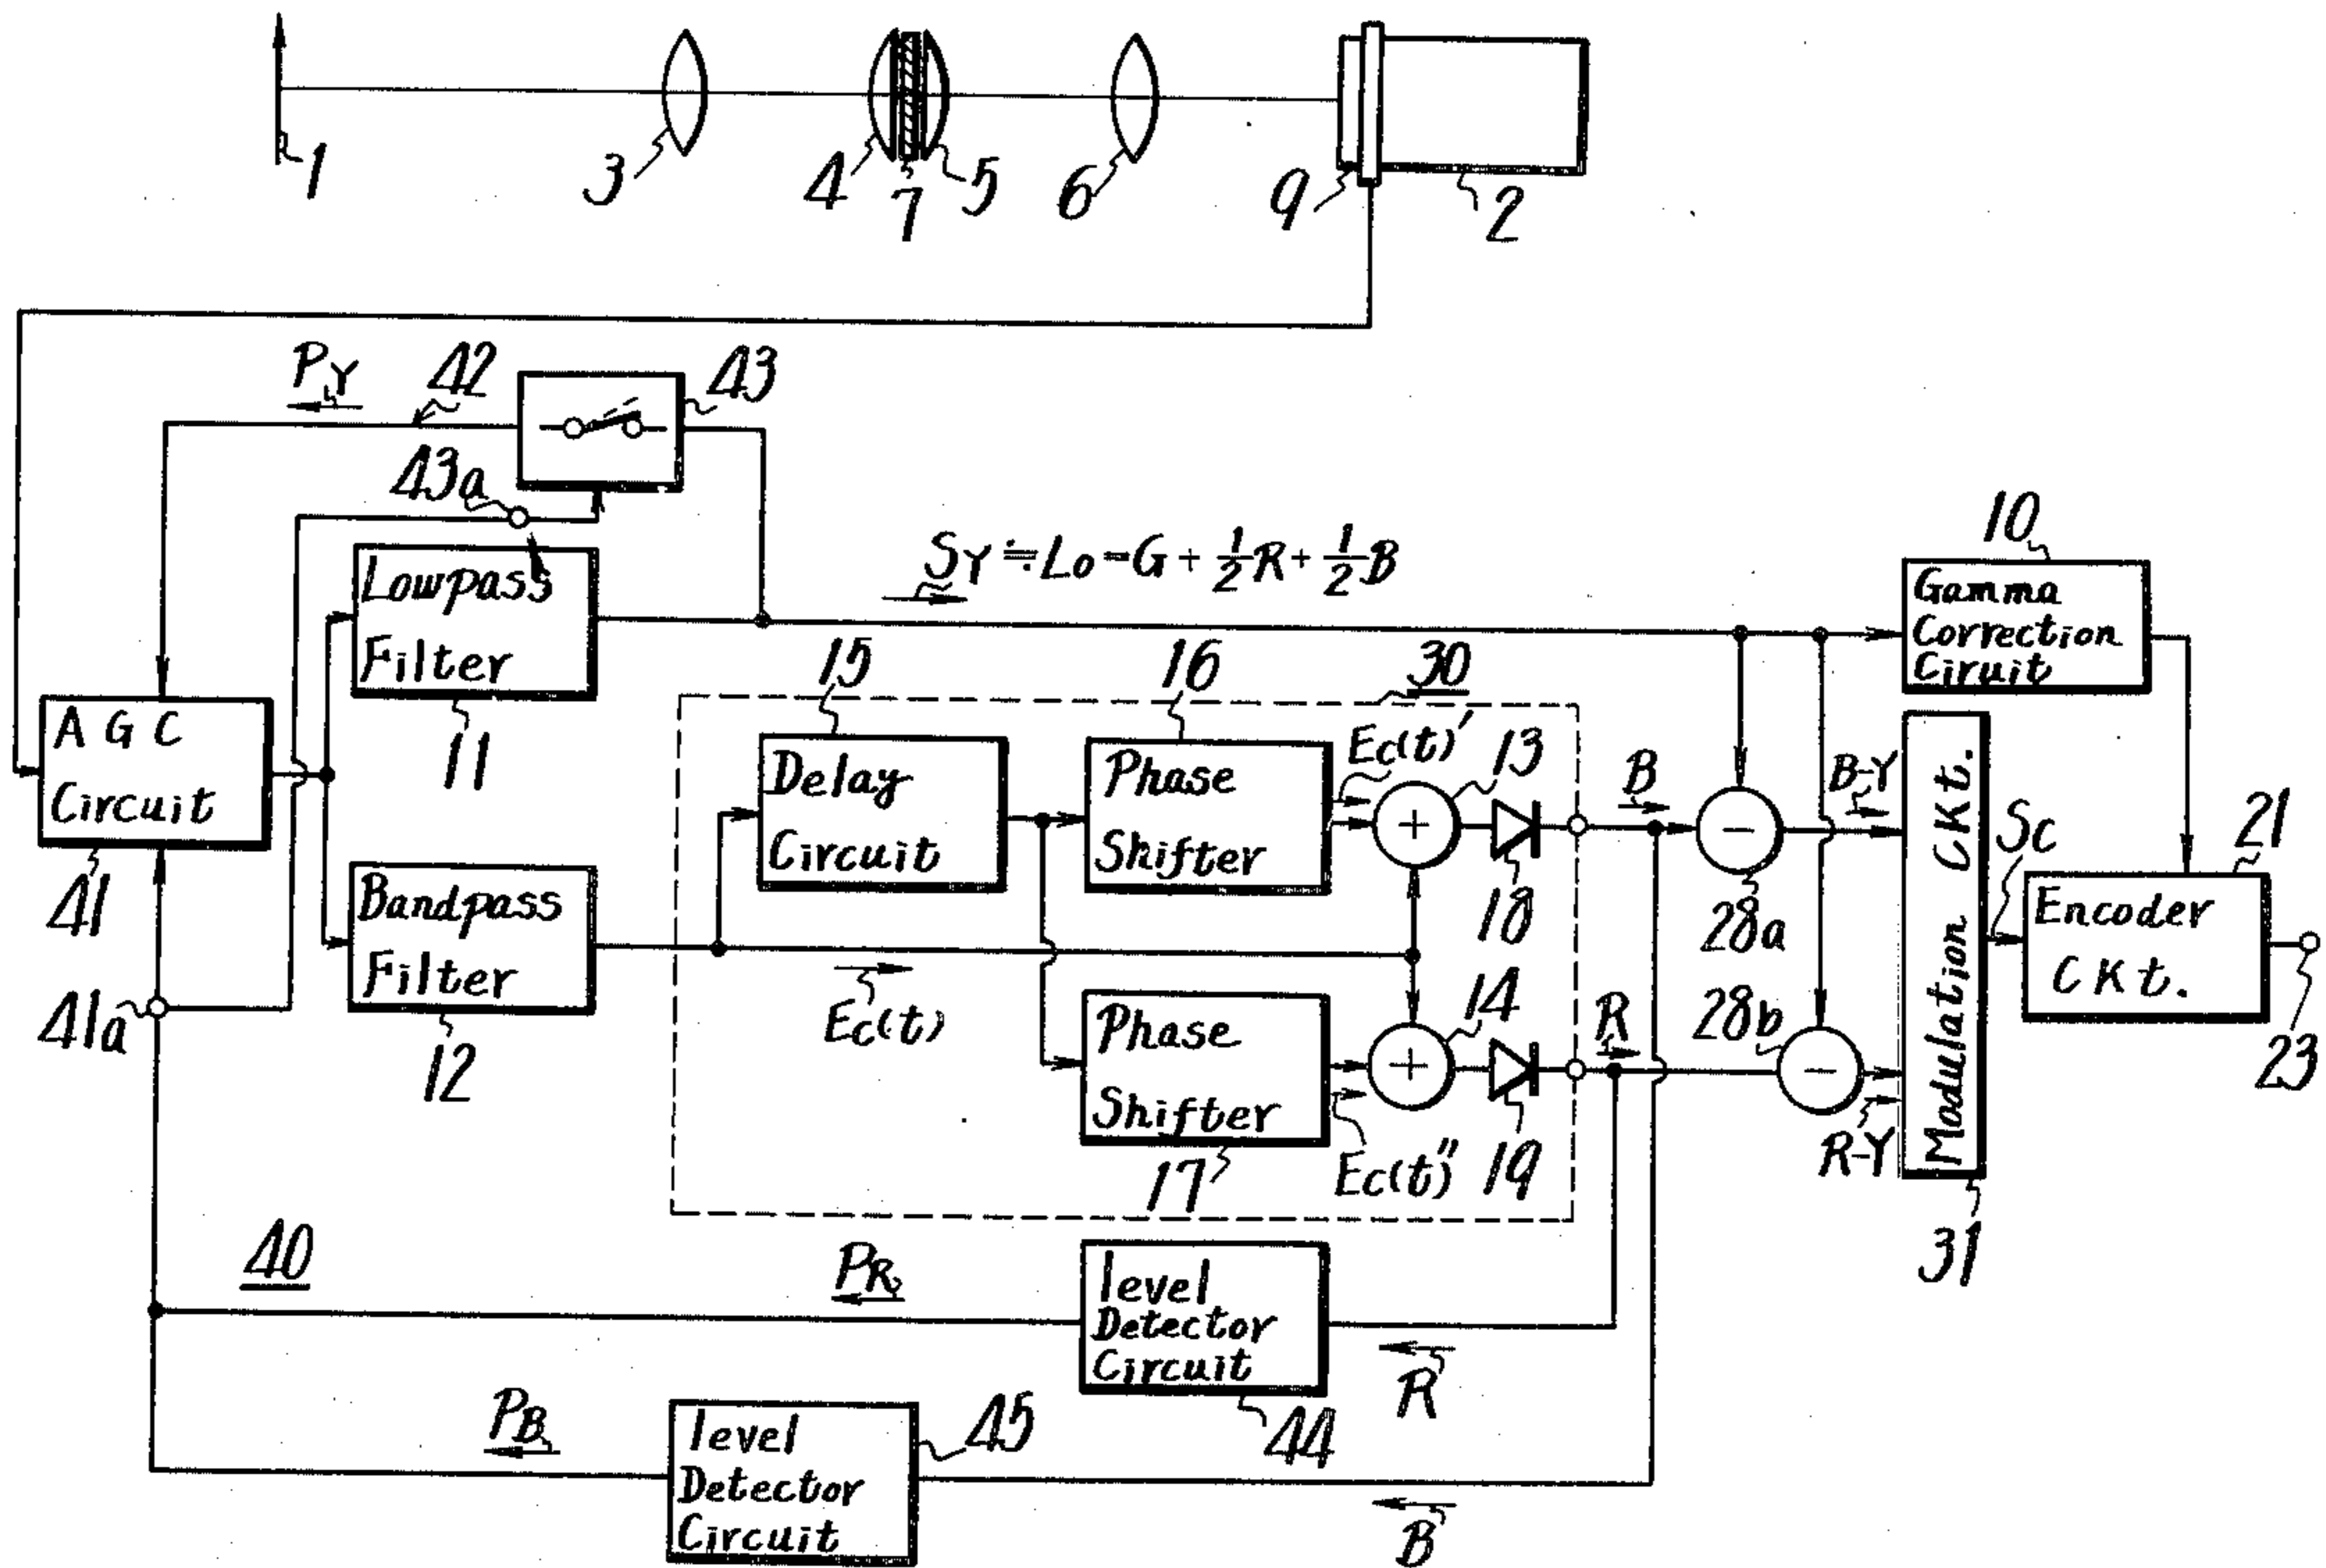 1
3
4
7
5
6
9
2
PY
42
43
43a
SY ≒ Lo = G + 1/2 R + 1/2 B
10
Gamma
Correction
Ciruit
Lowpass
Filter
11
15
16
30
A G C
Circuit
41
Delay
Circuit
Phase
Shifter
Ec(t)'
13
18
B
28a
B-Y
Modulation CKt.
Sc
21
Encoder
CKt.
23
Bandpass
Filter
12
41a
Ec(t)
Phase
Shifter
17
Ec(t)"
14
19
R
28b
R-Y
31
40
PR
level
Detector
Circuit
44
R
PB
level
Detector
Circuit
45
B